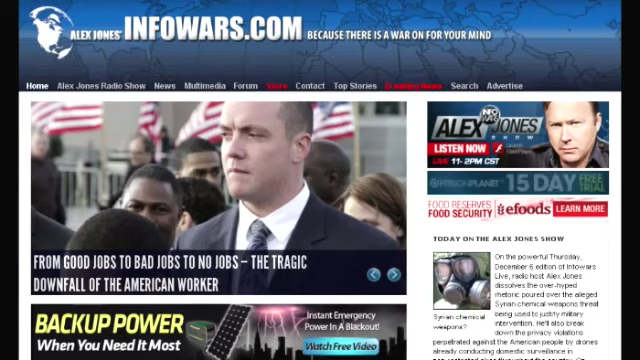 ALEX JONES' INFOWARS.COM BECAUSE THERE IS A WAR ON FOR YOUR MIND
Home Alex Jones Radio Show News Multimedia Forum Store Contact Top Stories Breaking News Search Advertise
FROM GOOD JOBS TO BAD JOBS TO NO JOBS – THE TRAGIC
DOWNFALL OF THE AMERICAN WORKER
BACKUP POWER
When You Need It Most
Instant Emergency
Power In A Blackout!
Watch Free Video
ALEX JONES
SHOW
LISTEN NOW
LIVE 11-2PM CST
15 DAY FREE TRIAL
FOOD RESERVES
FOOD SECURITY
efoods
LEARN MORE
TODAY ON THE ALEX JONES SHOW
Syrian chemical
weapons?
On the powerful Thursday,
December 6 edition of Infowars
Live, radio host Alex Jones
dissolves the over-hyped
rhetoric poured over the alleged
Syrian chemical weapons threat
being used to justify military
intervention. He'll also break
down the privacy violations
perpetrated against the American people by drones
already conducting domestic surveillance in